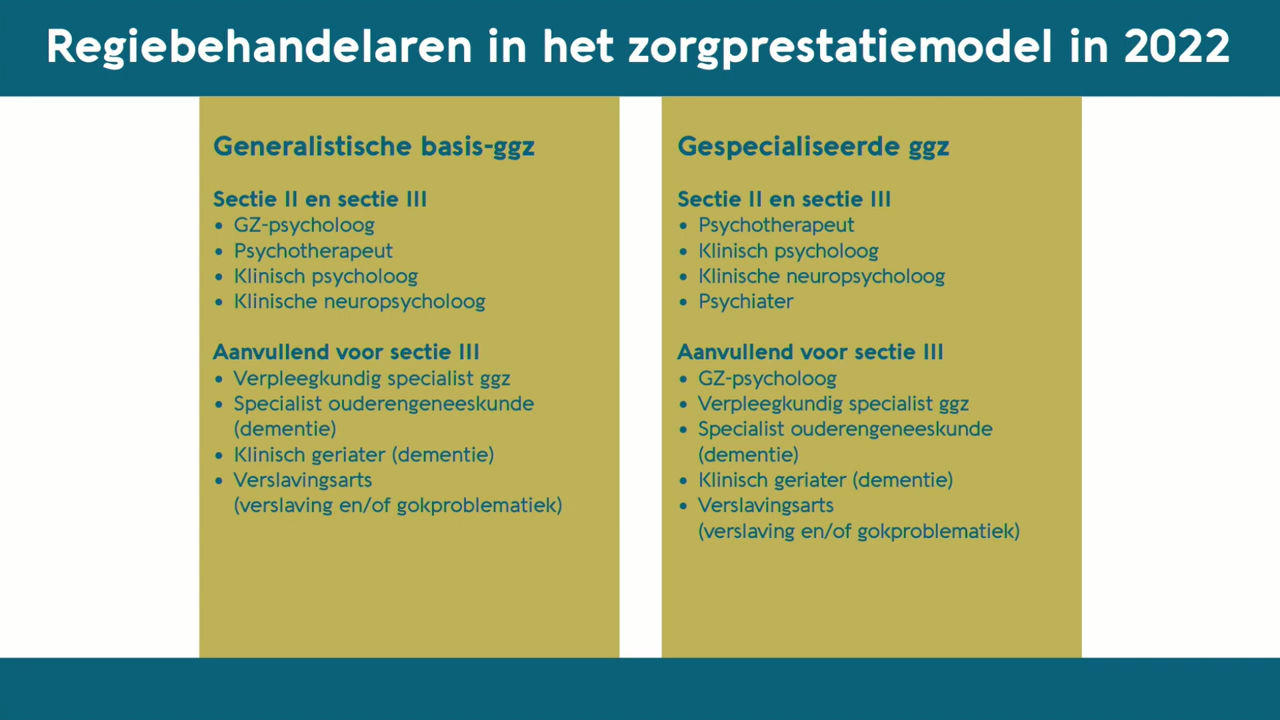 Regiebehandelaren in het zorgprestatiemodel in 2022
Generalistische basis-ggz
Sectie II en sectie III
• GZ-psycholoog
• Psychotherapeut
• Klinisch psycholoog
• Klinische neuropsycholoog
Aanvullend voor sectie III
• Verpleegkundig specialist ggz
• Specialist ouderengeneeskunde
(dementie)
• Klinisch geriater (dementie)
• Verslavingsarts
(verslaving en/of gokproblematiek)
Gespecialiseerde ggz
Sectie II en sectie III
• Psychotherapeut
• Klinisch psycholoog
• Klinische neuropsycholoog
• Psychiater
Aanvullend voor sectie III
• GZ-psycholoog
• Verpleegkundig specialist ggz
• Specialist ouderengeneeskunde
(dementie)
• Klinisch geriater (dementie)
• Verslavingsarts
(verslaving en/of gokproblematiek)